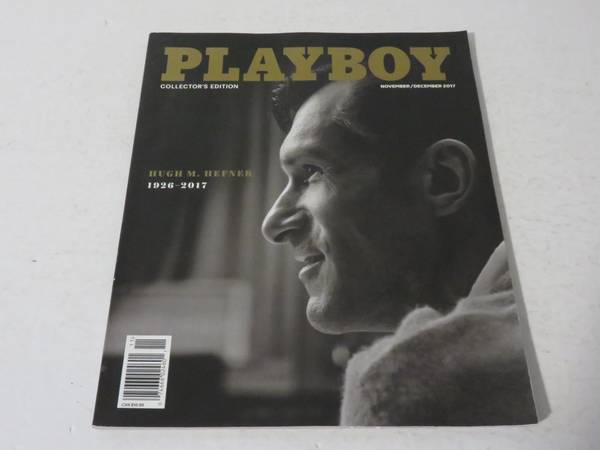 PLAYBOY
COLLECTOR'S EDITION
NOVEMBER/DECEMBER 2017
HUGH M. HEFNER
1926–2017